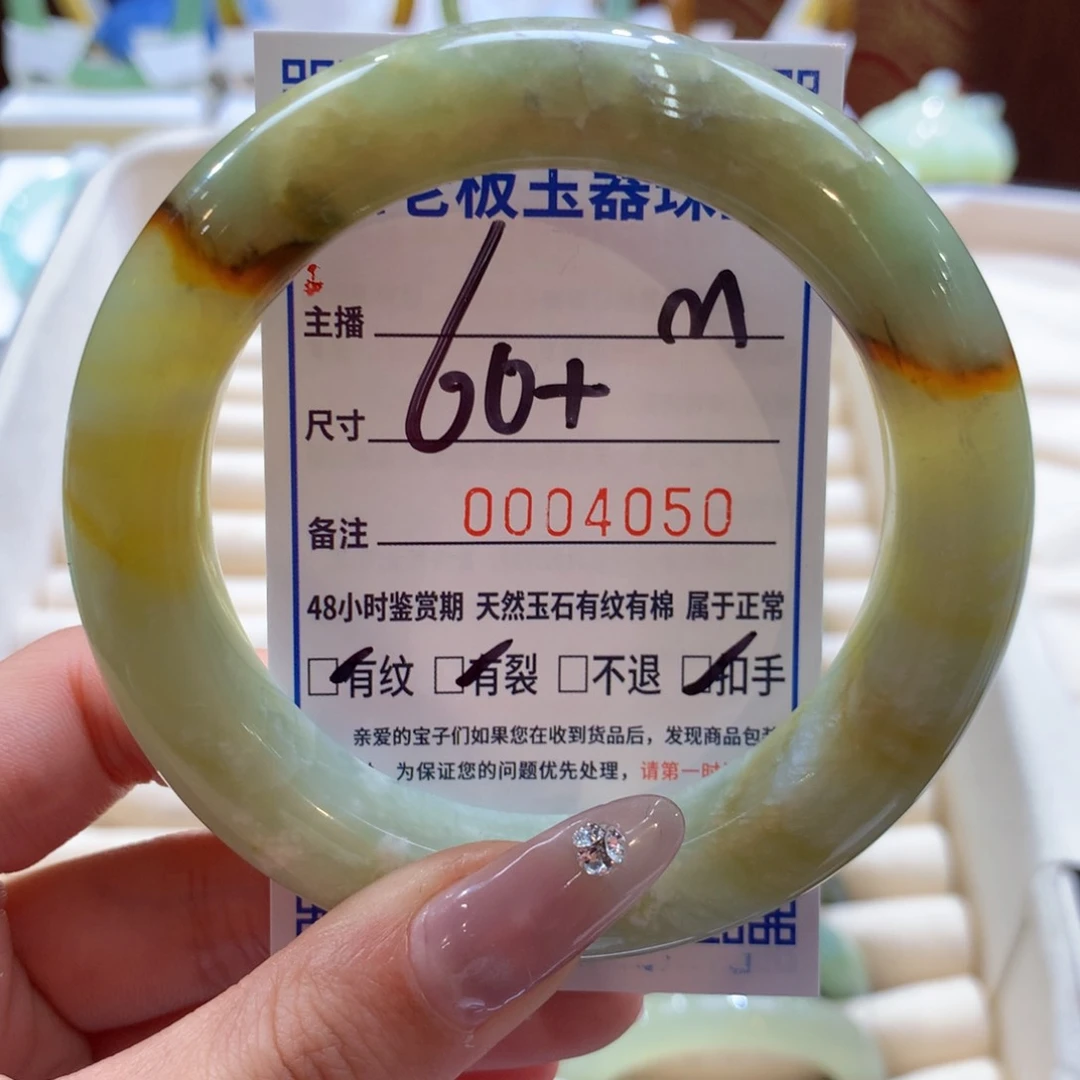 老板玉器珠
主播 m
尺寸 60+
备注 0004050
48小时鉴赏期 天然玉石有纹有棉 属于正常
□有纹 □有裂 □不退 □扣手
亲爱的宝子们如果您在收到货品后，发现商品包装
为保证您的问题优先处理，请第一时